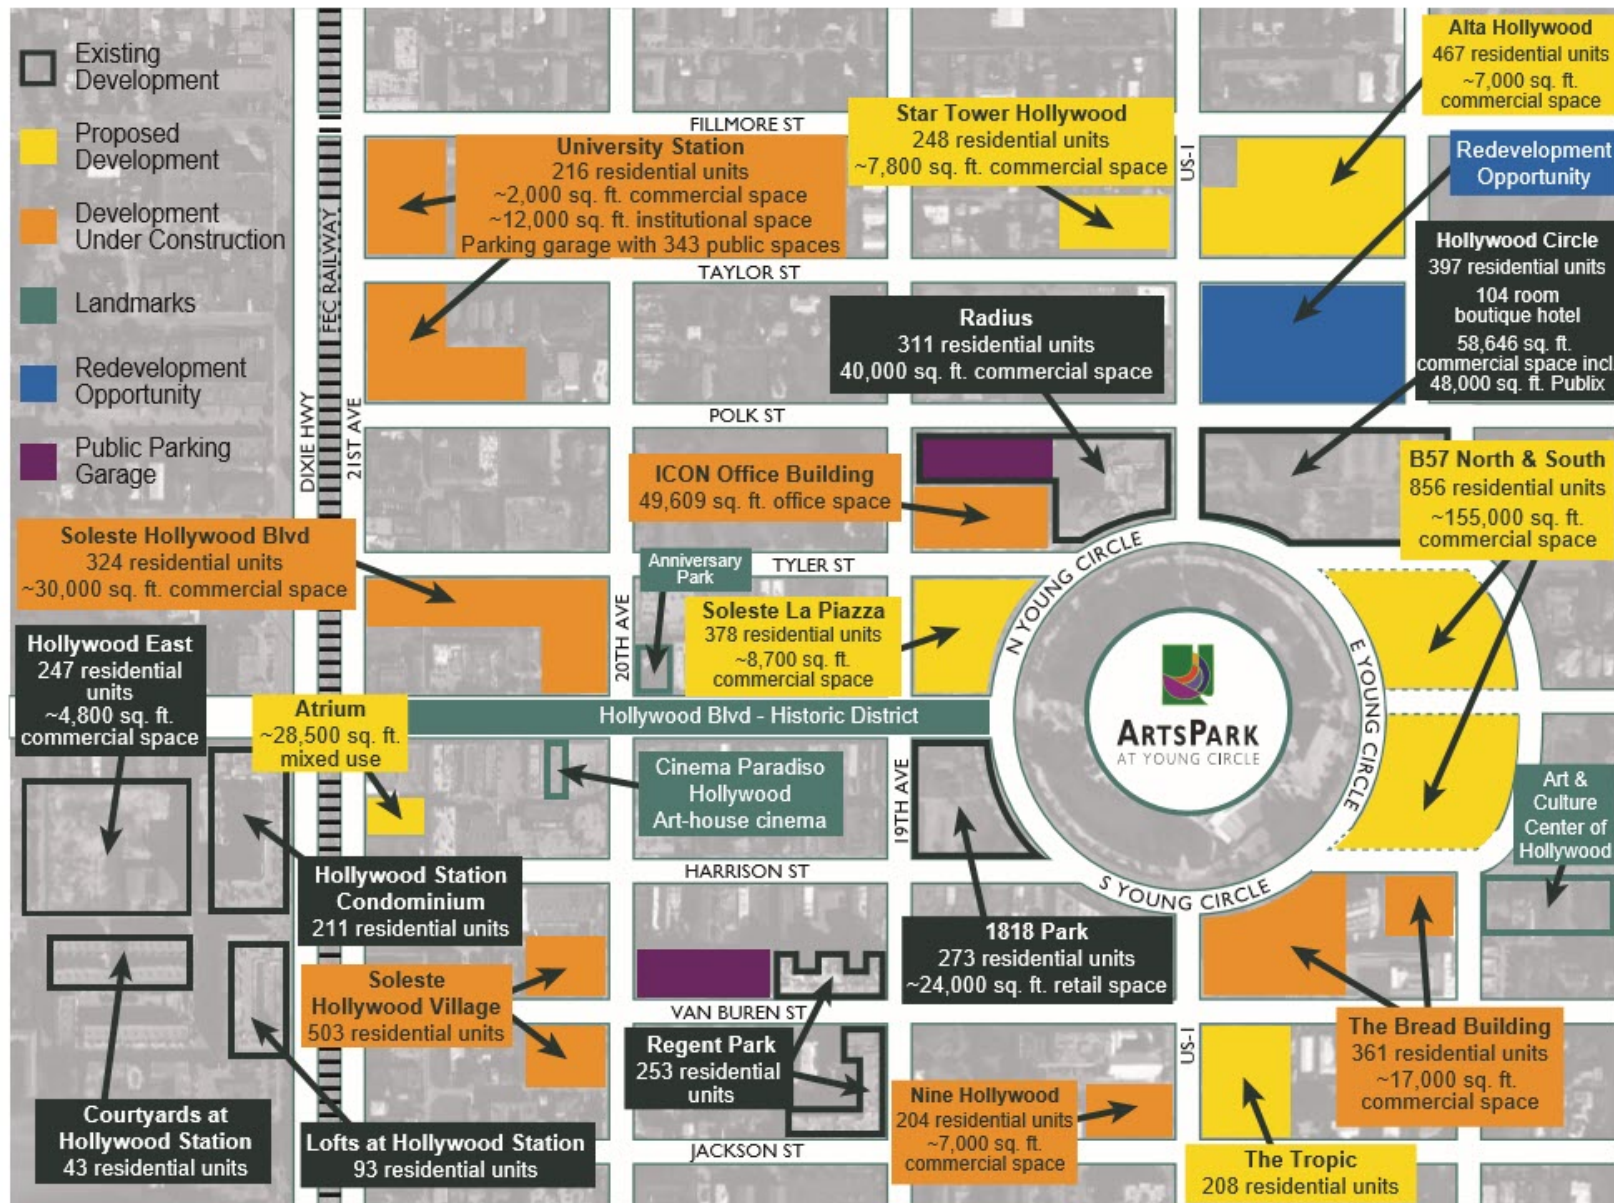 Existing
Development
Proposed
Development
Development
Under Construction
Landmarks
Redevelopment
Opportunity
Public Parking
Garage
FILLMORE ST
TAYLOR ST
POLK ST
TYLER ST
HARRISON ST
VAN BUREN ST
JACKSON ST
DIXIE HWY
FEC RAILWAY
21ST AVE
20TH AVE
19TH AVE
US-1
US-1
N YOUNG CIRCLE
E YOUNG CIRCLE
S YOUNG CIRCLE
Alta Hollywood
467 residential units
~7,000 sq. ft.
commercial space
Star Tower Hollywood
248 residential units
~7,800 sq. ft. commercial space
University Station
216 residential units
~2,000 sq. ft. commercial space
~12,000 sq. ft. institutional space
Parking garage with 343 public spaces
Redevelopment
Opportunity
Hollywood Circle
397 residential units
104 room
boutique hotel
58,646 sq. ft.
commercial space incl.
48,000 sq. ft. Publix
Radius
311 residential units
40,000 sq. ft. commercial space
ICON Office Building
49,609 sq. ft. office space
B57 North & South
856 residential units
~155,000 sq. ft.
commercial space
Soleste Hollywood Blvd
324 residential units
~30,000 sq. ft. commercial space
Anniversary
Park
Soleste La Piazza
378 residential units
~8,700 sq. ft.
commercial space
Hollywood East
247 residential
units
~4,800 sq. ft.
commercial space
Atrium
~28,500 sq. ft.
mixed use
Hollywood Blvd - Historic District
ARTSPARK
AT YOUNG CIRCLE
Cinema Paradiso
Hollywood
Art-house cinema
Art &
Culture
Center of
Hollywood
Hollywood Station
Condominium
211 residential units
1818 Park
273 residential units
~24,000 sq. ft. retail space
Soleste
Hollywood Village
503 residential units
Regent Park
253 residential
units
The Bread Building
361 residential units
~17,000 sq. ft.
commercial space
Nine Hollywood
204 residential units
~7,000 sq. ft.
commercial space
Courtyards at
Hollywood Station
43 residential units
Lofts at Hollywood Station
93 residential units
The Tropic
208 residential units